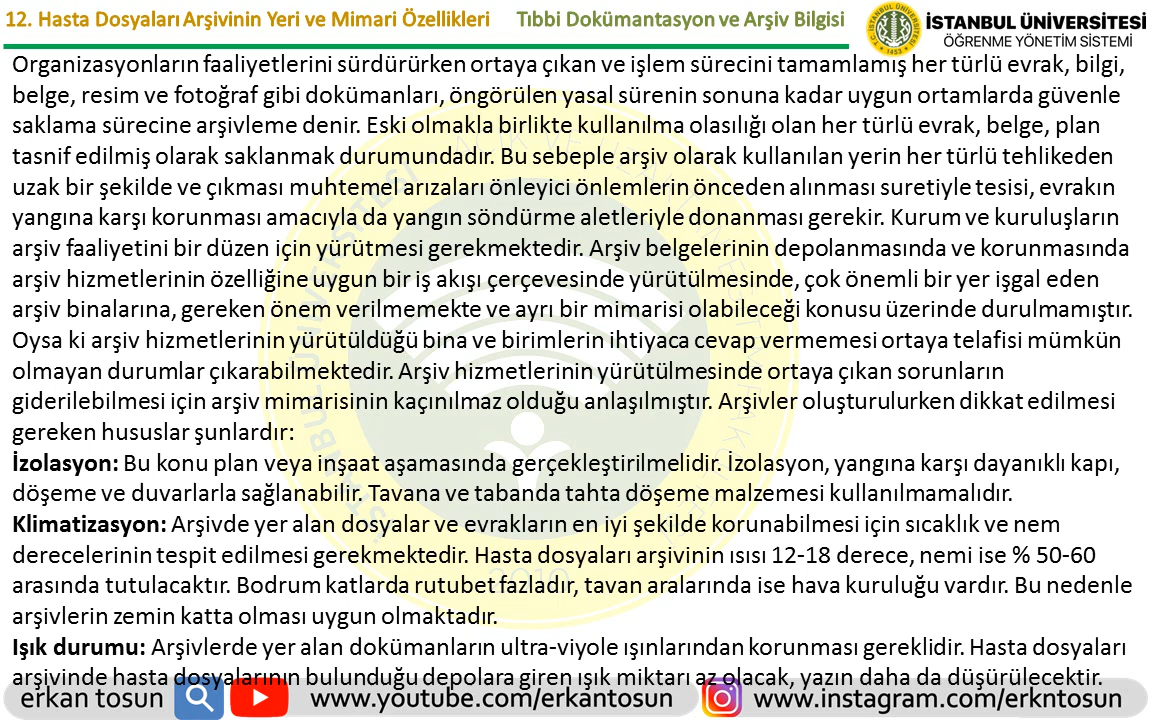 12. Hasta Dosyaları Arşivinin Yeri ve Mimari Özellikleri Tıbbi Dokümantasyon ve Arşiv Bilgisi
İSTANBUL ÜNİVERSİTESİ
ÖĞRENME YÖNETİM SİSTEMİ
Organizasyonların faaliyetlerini sürdürürken ortaya çıkan ve işlem sürecini tamamlamış her türlü evrak, bilgi,
belge, resim ve fotoğraf gibi dokümanları, öngörülen yasal sürenin sonuna kadar uygun ortamlarda güvenle
saklama sürecine arşivleme denir. Eski olmakla birlikte kullanılma olasılığı olan her türlü evrak, belge, plan
tasnif edilmiş olarak saklanmak durumundadır. Bu sebeple arşiv olarak kullanılan yerin her türlü tehlikeden
uzak bir şekilde ve çıkması muhtemel arızaları önleyici önlemlerin önceden alınması suretiyle tesisi, evrakın
yangına karşı korunması amacıyla da yangın söndürme aletleriyle donanması gerekir. Kurum ve kuruluşların
arşiv faaliyetini bir düzen için yürütmesi gerekmektedir. Arşiv belgelerinin depolanmasında ve korunmasında
arşiv hizmetlerinin özelliğine uygun bir iş akışı çerçevesinde yürütülmesinde, çok önemli bir yer işgal eden
arşiv binalarına, gereken önem verilmemekte ve ayrı bir mimarisi olabileceği konusu üzerinde durulmamıştır.
Oysa ki arşiv hizmetlerinin yürütüldüğü bina ve birimlerin ihtiyaca cevap vermemesi ortaya telafisi mümkün
olmayan durumlar çıkarabilmektedir. Arşiv hizmetlerinin yürütülmesinde ortaya çıkan sorunların
giderilebilmesi için arşiv mimarisinin kaçınılmaz olduğu anlaşılmıştır. Arşivler oluşturulurken dikkat edilmesi
gereken hususlar şunlardır:
İzolasyon: Bu konu plan veya inşaat aşamasında gerçekleştirilmelidir. İzolasyon, yangına karşı dayanıklı kapı,
döşeme ve duvarlarla sağlanabilir. Tavana ve tabanda tahta döşeme malzemesi kullanılmamalıdır.
Klimatizasyon: Arşivde yer alan dosyalar ve evrakların en iyi şekilde korunabilmesi için sıcaklık ve nem
derecelerinin tespit edilmesi gerekmektedir. Hasta dosyaları arşivinin ısısı 12-18 derece, nemi ise % 50-60
arasında tutulacaktır. Bodrum katlarda rutubet fazladır, tavan aralarında ise hava kuruluğu vardır. Bu nedenle
arşivlerin zemin katta olması uygun olmaktadır.
Işık durumu: Arşivlerde yer alan dokümanların ultra-viyole ışınlarından korunması gereklidir. Hasta dosyaları
arşivinde hasta dosyalarının bulunduğu depolara giren ışık miktarı az olacak, yazın daha da düşürülecektir.
erkan tosun www.youtube.com/erkantosun www.instagram.com/erkntosun